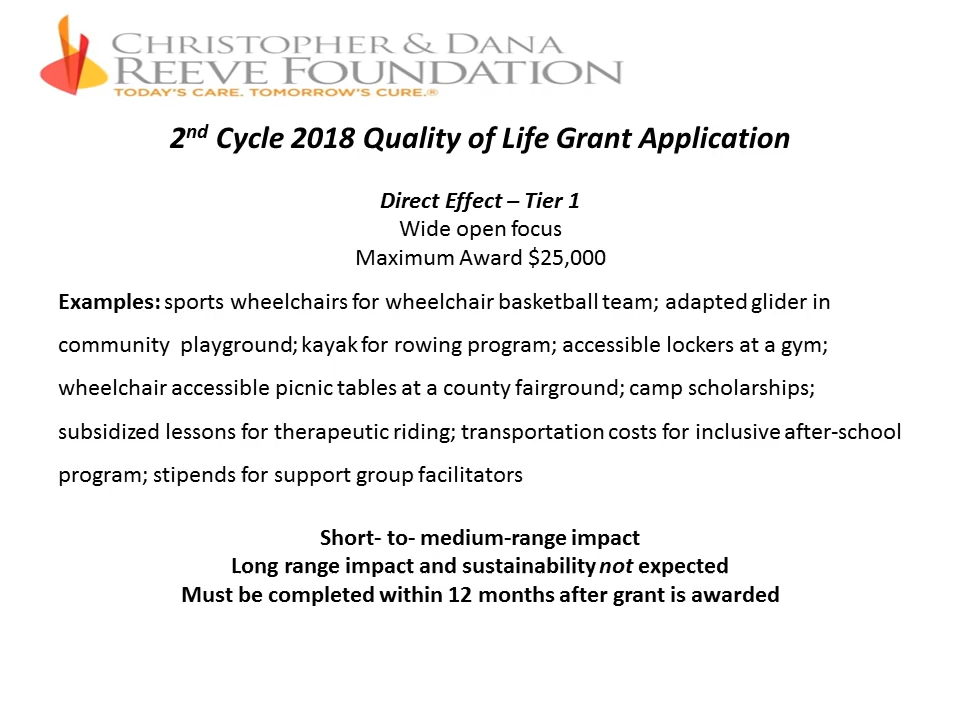 CHRISTOPHER & DANA
REEVE FOUNDATION
TODAY'S CARE. TOMORROW'S CURE.®
2nd Cycle 2018 Quality of Life Grant Application
Direct Effect – Tier 1
Wide open focus
Maximum Award $25,000
Examples: sports wheelchairs for wheelchair basketball team; adapted glider in
community playground; kayak for rowing program; accessible lockers at a gym;
wheelchair accessible picnic tables at a county fairground; camp scholarships;
subsidized lessons for therapeutic riding; transportation costs for inclusive after-school
program; stipends for support group facilitators
Short- to- medium-range impact
Long range impact and sustainability not expected
Must be completed within 12 months after grant is awarded